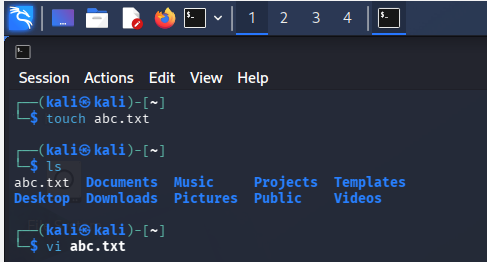 1 2 3 4
Session Actions Edit View Help
┌──(kali㉿kali)-[~]
└─$ touch abc.txt
┌──(kali㉿kali)-[~]
└─$ ls
abc.txt Documents Music Projects Templates
Desktop Downloads Pictures Public Videos
┌──(kali㉿kali)-[~]
└─$ vi abc.txt